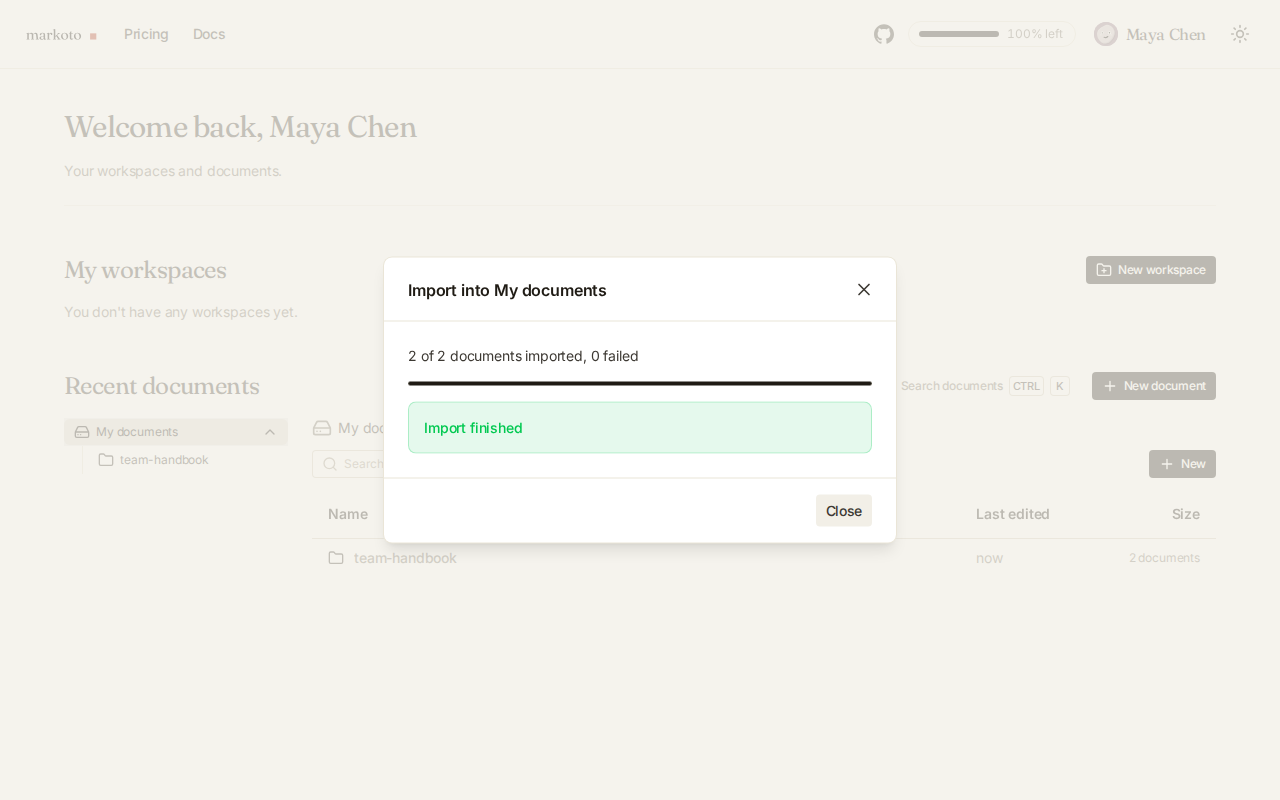 markoto
Pricing
Docs
100% left
Maya Chen
Welcome back, Maya Chen
Your workspaces and documents.
My workspaces
New workspace
You don't have any workspaces yet.
Import into My documents
2 of 2 documents imported, 0 failed
Import finished
Close
Recent documents
Search documents CTRL K
New document
My documents
team-handbook
My doc
Search
New
Name
Last edited
Size
team-handbook
now
2 documents